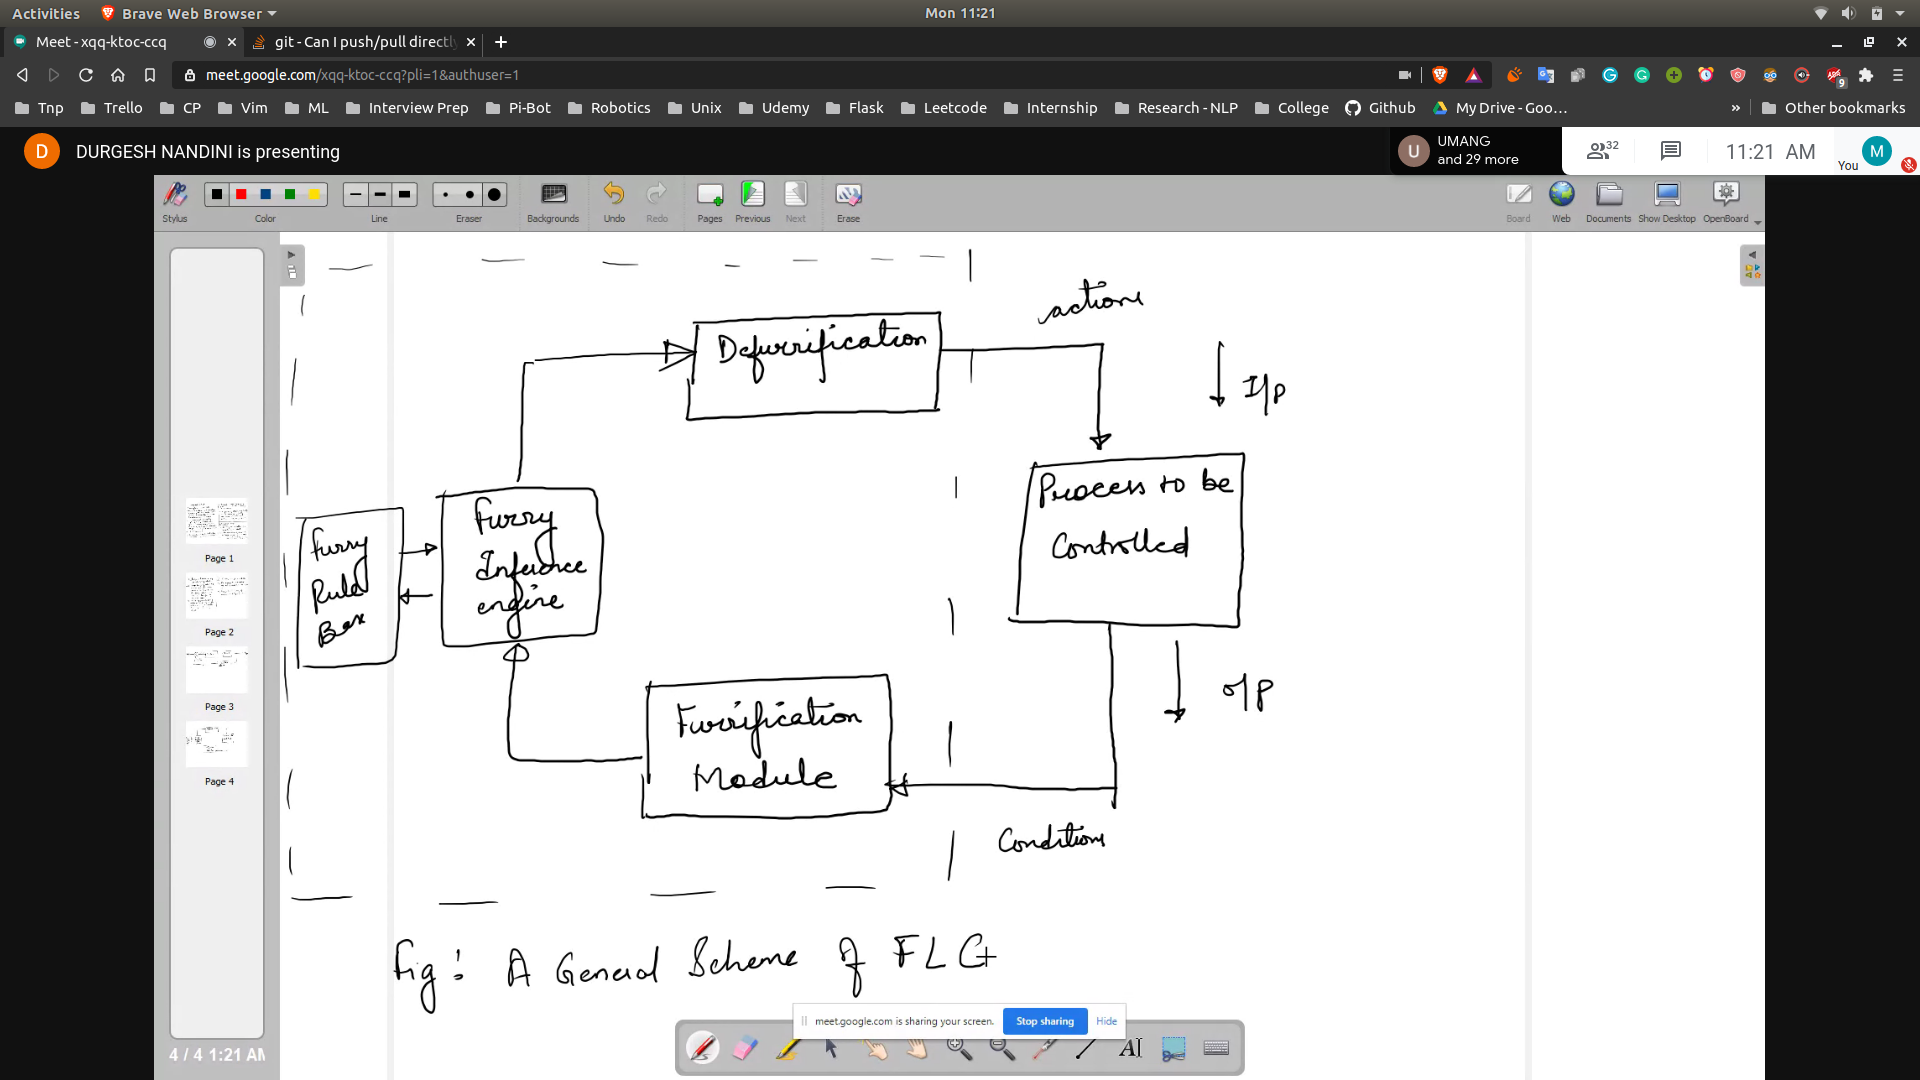 Activities
Brave Web Browser
Mon 11:21
Meet - xqq-ktoc-ccq
git - Can I push/pull directly
meet.google.com/xqq-ktoc-ccq?pli=1&authuser=1
9
Tnp
Trello
CP
Vim
ML
Interview Prep
Pi-Bot
Robotics
Unix
Udemy
Flask
Leetcode
Internship
Research - NLP
College
Github
My Drive - Goo...
»
Other bookmarks
D
DURGESH NANDINI is presenting
U
UMANG
and 29 more
32
11:21 AM
You
M
Stylus
Color
Line
Eraser
Backgrounds
Undo
Redo
Pages
Previous
Next
Erase
Board
Web
Documents
Show Desktop
OpenBoard
Page 1
Page 2
Page 3
Page 4
4 / 4 1:21 AM
actions
Defuzzification
I/p
Process to be
Controlled
Fuzzy
Rule
Fuzzy
Inference
engine
o/p
Fuzzification
Module
Conditions
Fig: A General Scheme of FLC
meet.google.com is sharing your screen.
Stop sharing
Hide